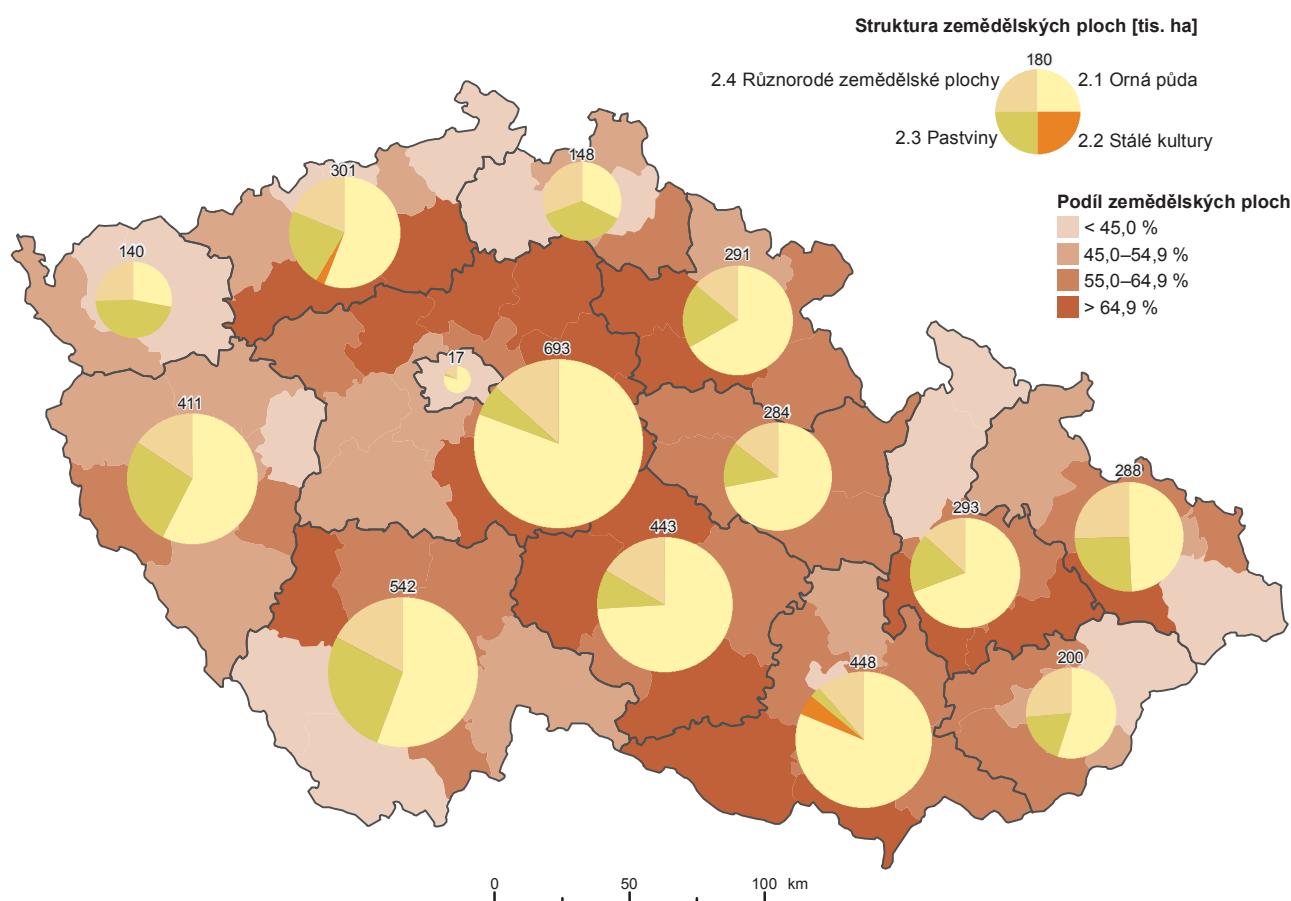 Struktura zemědělských ploch [tis. ha]
180
2.4 Různorodé zemědělské plochy
2.1 Orná půda
2.3 Pastviny
2.2 Stálé kultury
Podíl zemědělských ploch
< 45,0 %
45,0–54,9 %
55,0–64,9 %
> 64,9 %
148
301
140
291
17
693
411
284
288
293
443
542
448
200
0 50 100 km